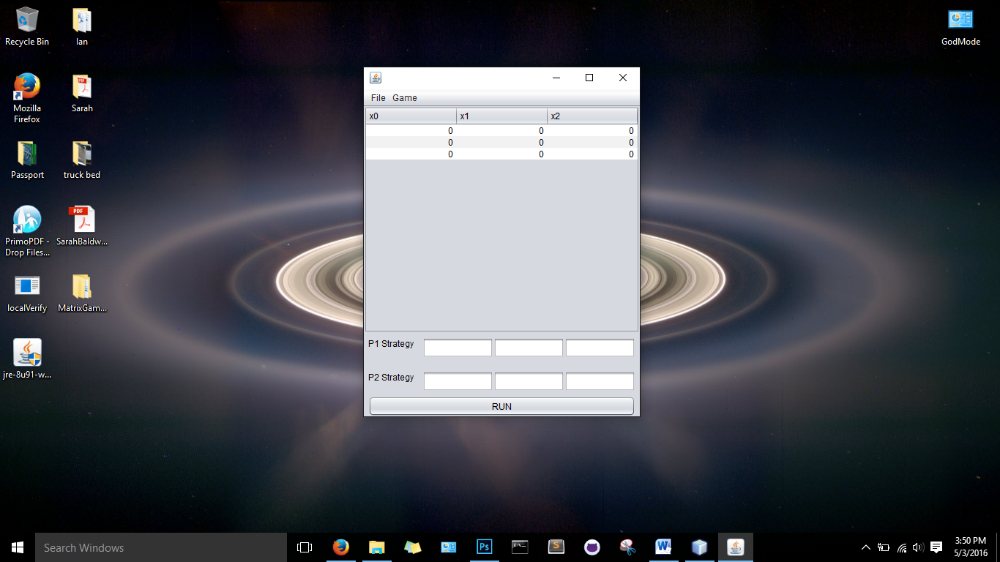 Recycle Bin
Ian
GodMode
Mozilla
Firefox
PDF
Sarah
Passport
truck bed
PrimoPDF -
Drop Files...
PDF
SarahBaldw...
localVerify
MatrixGam...
jre-8u91-w...
File Game
x0 x1 x2
0 0 0
0 0 0
0 0 0
P1 Strategy
P2 Strategy
RUN
Search Windows
Ps
S
W
3:50 PM
5/3/2016